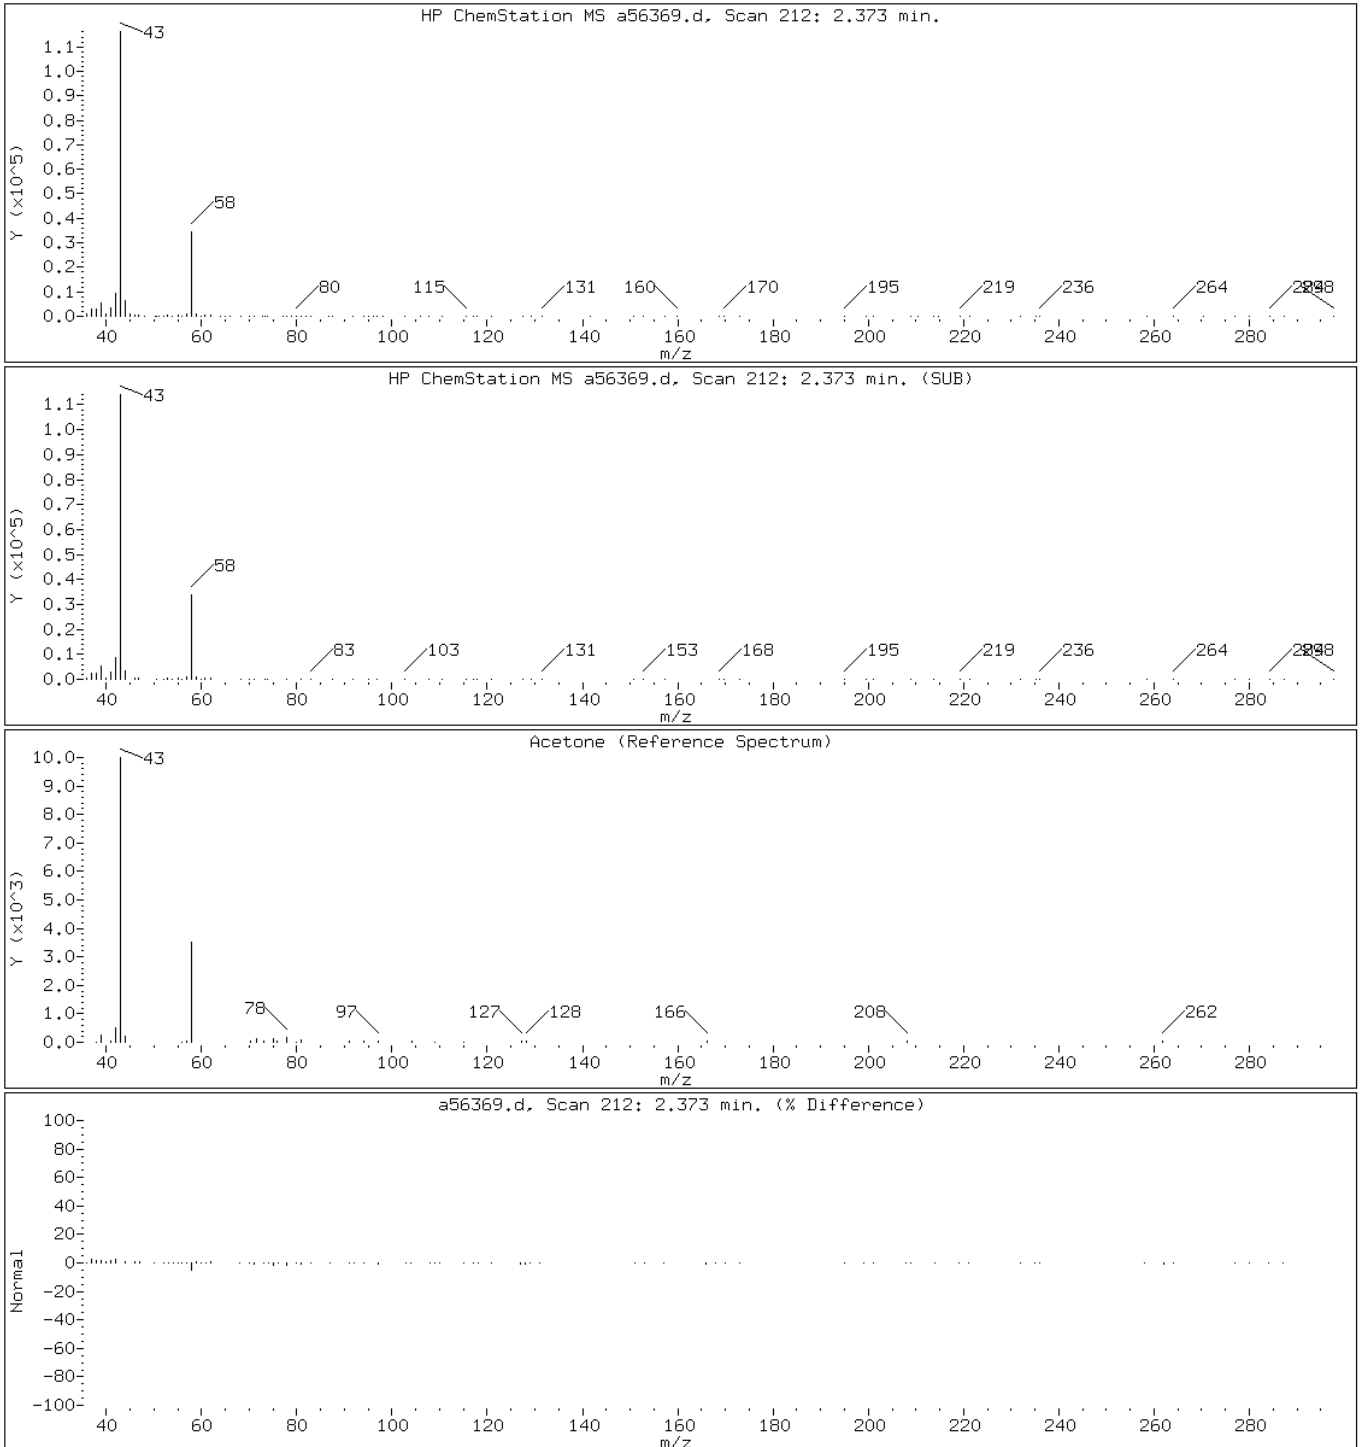 HP ChemStation MS a56369.d, Scan 212: 2.373 min.
Y (x10^5)
1.1
1.0
0.9
0.8
0.7
0.6
0.5
0.4
0.3
0.2
0.1
0.0
43
58
80 115 131 160 170 195 219 236 264
40 60 80 100 120 140 160 180 200 220 240 260 280
m/z
HP ChemStation MS a56369.d, Scan 212: 2.373 min. (SUB)
Y (x10^5)
1.1
1.0
0.9
0.8
0.7
0.6
0.5
0.4
0.3
0.2
0.1
0.0
43
58
83 103 131 153 168 195 219 236 264
40 60 80 100 120 140 160 180 200 220 240 260 280
m/z
Acetone (Reference Spectrum)
Y (x10^3)
10.0
9.0
8.0
7.0
6.0
5.0
4.0
3.0
2.0
1.0
0.0
43
78 97 127 128 166 208 262
40 60 80 100 120 140 160 180 200 220 240 260 280
m/z
a56369.d, Scan 212: 2.373 min. (% Difference)
Normal
100
80
60
40
20
0
-20
-40
-60
-80
-100
40 60 80 100 120 140 160 180 200 220 240 260 280
m/z